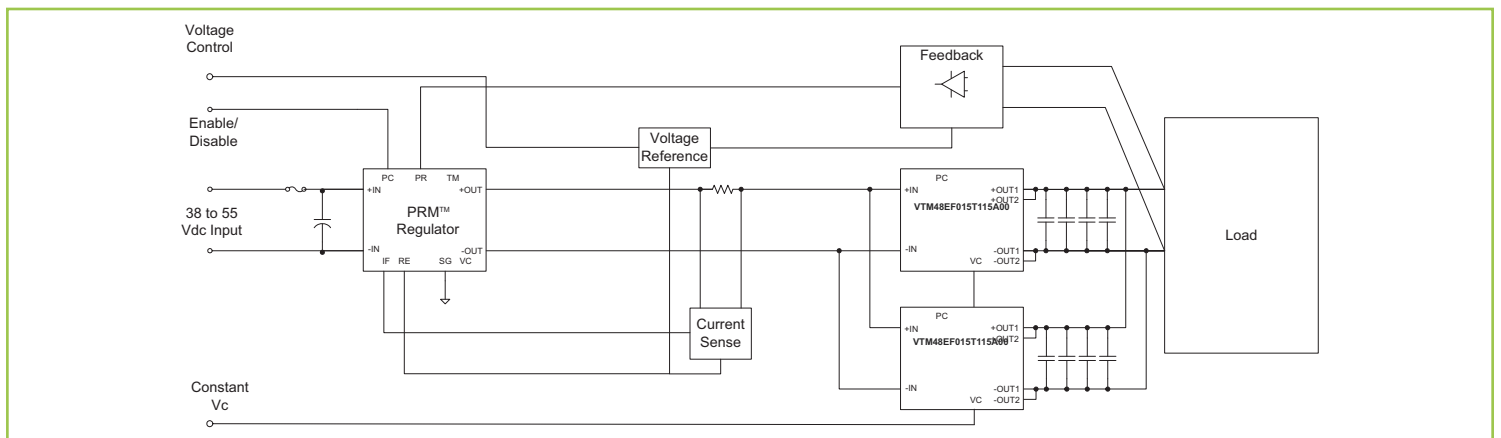 Voltage
Control
Enable/
Disable
38 to 55
Vdc Input
Constant
Vc
PC PR TM
+IN +OUT
PRM™
Regulator
-IN -OUT
IF RE SG VC
Voltage
Reference
Current
Sense
Feedback
PC
+IN +OUT1
+OUT2
VTM48EF015T115A00
-IN -OUT1
-OUT2
VC
PC
+IN +OUT1
+OUT2
VTM48EF015T115A00
-IN -OUT1
-OUT2
VC
Load